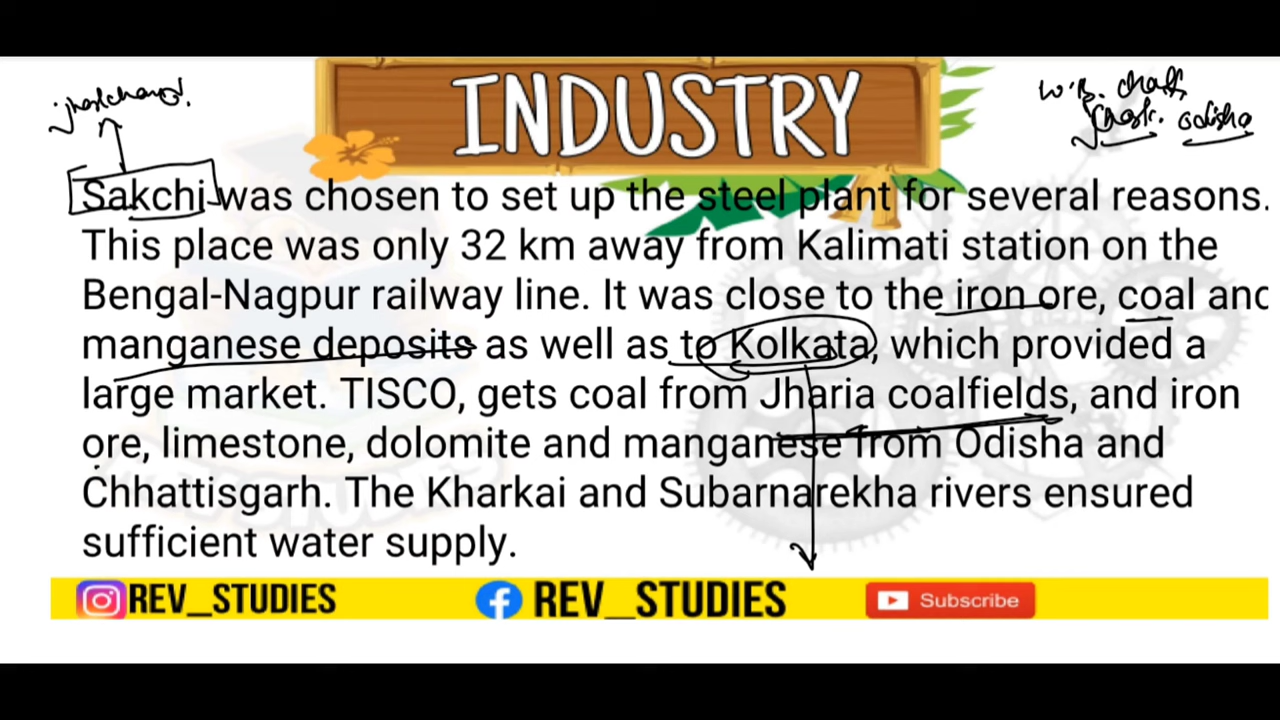 INDUSTRY
jharkhand.
W.B. chatt
Jhark. odisha
Sakchi was chosen to set up the steel plant for several reasons.
This place was only 32 km away from Kalimati station on the
Bengal-Nagpur railway line. It was close to the iron ore, coal and
manganese deposits as well as to Kolkata, which provided a
large market. TISCO, gets coal from Jharia coalfields, and iron
ore, limestone, dolomite and manganese from Odisha and
Chhattisgarh. The Kharkai and Subarnarekha rivers ensured
sufficient water supply.
REV_STUDIES REV_STUDIES Subscribe